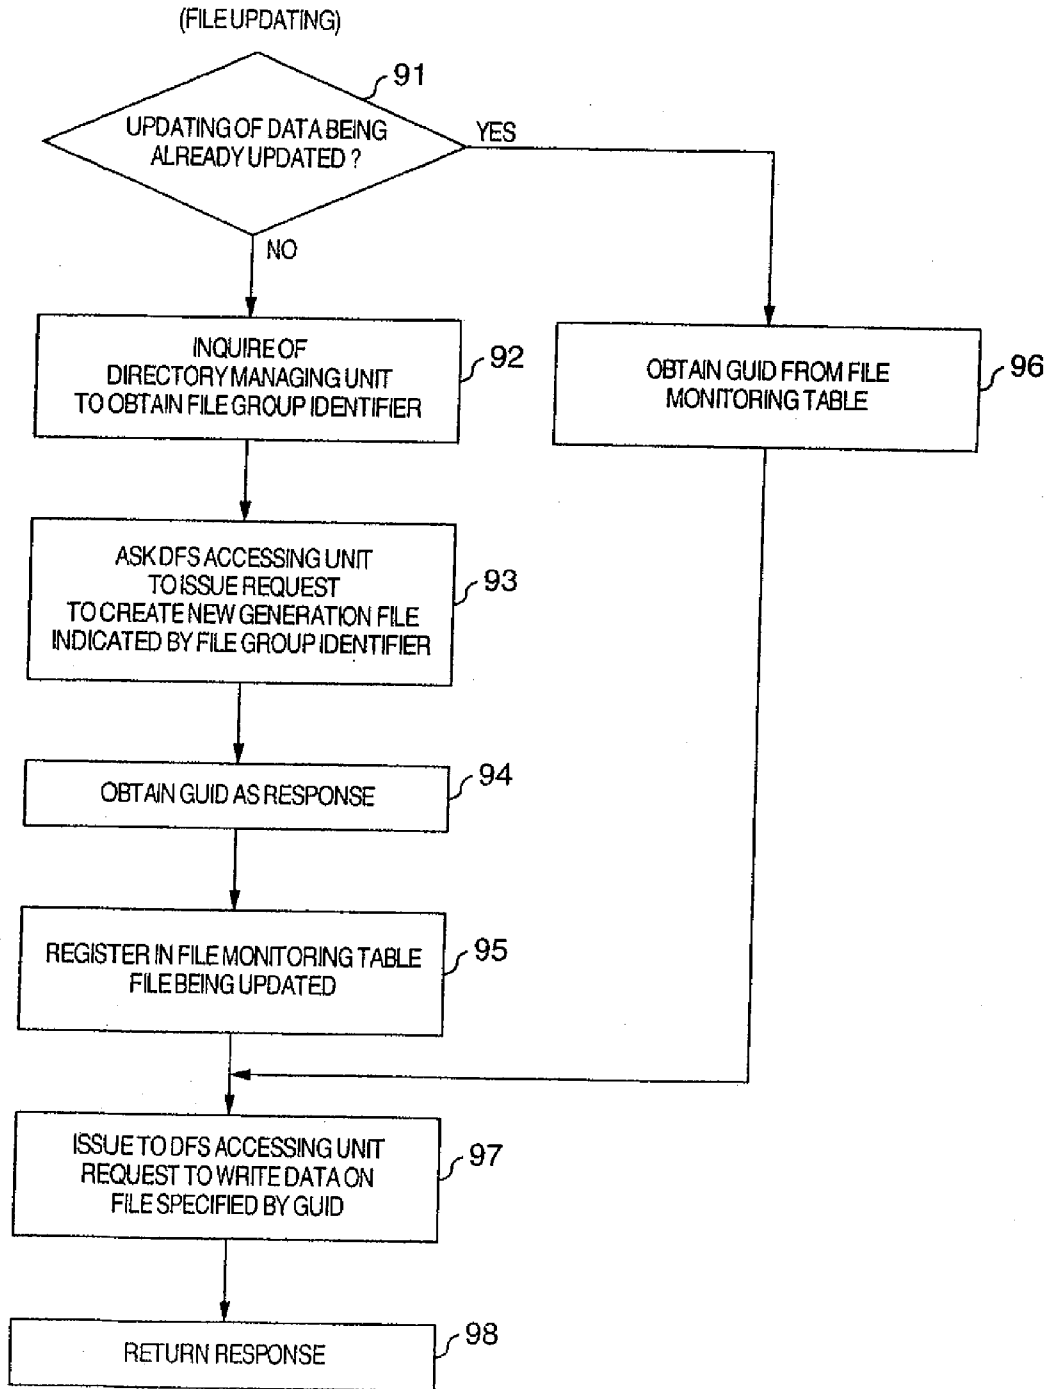 (FILE UPDATING)
91
UPDATING OF DATA BEING
ALREADY UPDATED ?
YES
NO
INQUIRE OF
DIRECTORY MANAGING UNIT
TO OBTAIN FILE GROUP IDENTIFIER
92
OBTAIN GUID FROM FILE
MONITORING TABLE
96
ASK DFS ACCESSING UNIT
TO ISSUE REQUEST
TO CREATE NEW GENERATION FILE
INDICATED BY FILE GROUP IDENTIFIER
93
OBTAIN GUID AS RESPONSE
94
REGISTER IN FILE MONITORING TABLE
FILE BEING UPDATED
95
ISSUE TO DFS ACCESSING UNIT
REQUEST TO WRITE DATA ON
FILE SPECIFIED BY GUID
97
RETURN RESPONSE
98